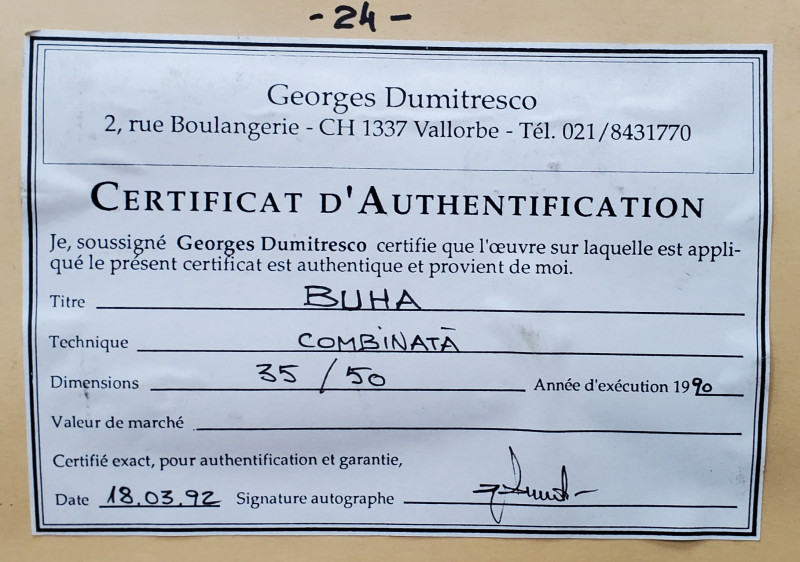 - 24 -
Georges Dumitresco
2, rue Boulangerie - CH 1337 Vallorbe - Tél. 021/8431770
CERTIFICAT D'AUTHENTIFICATION
Je, soussigné Georges Dumitresco certifie que l'œuvre sur laquelle est appli-
qué le présent certificat est authentique et provient de moi.
Titre BUHA
Technique COMBINATĂ
Dimensions 35 / 50 Année d'exécution 1990
Valeur de marché
Certifié exact, pour authentification et garantie,
Date 18.03.92 Signature autographe